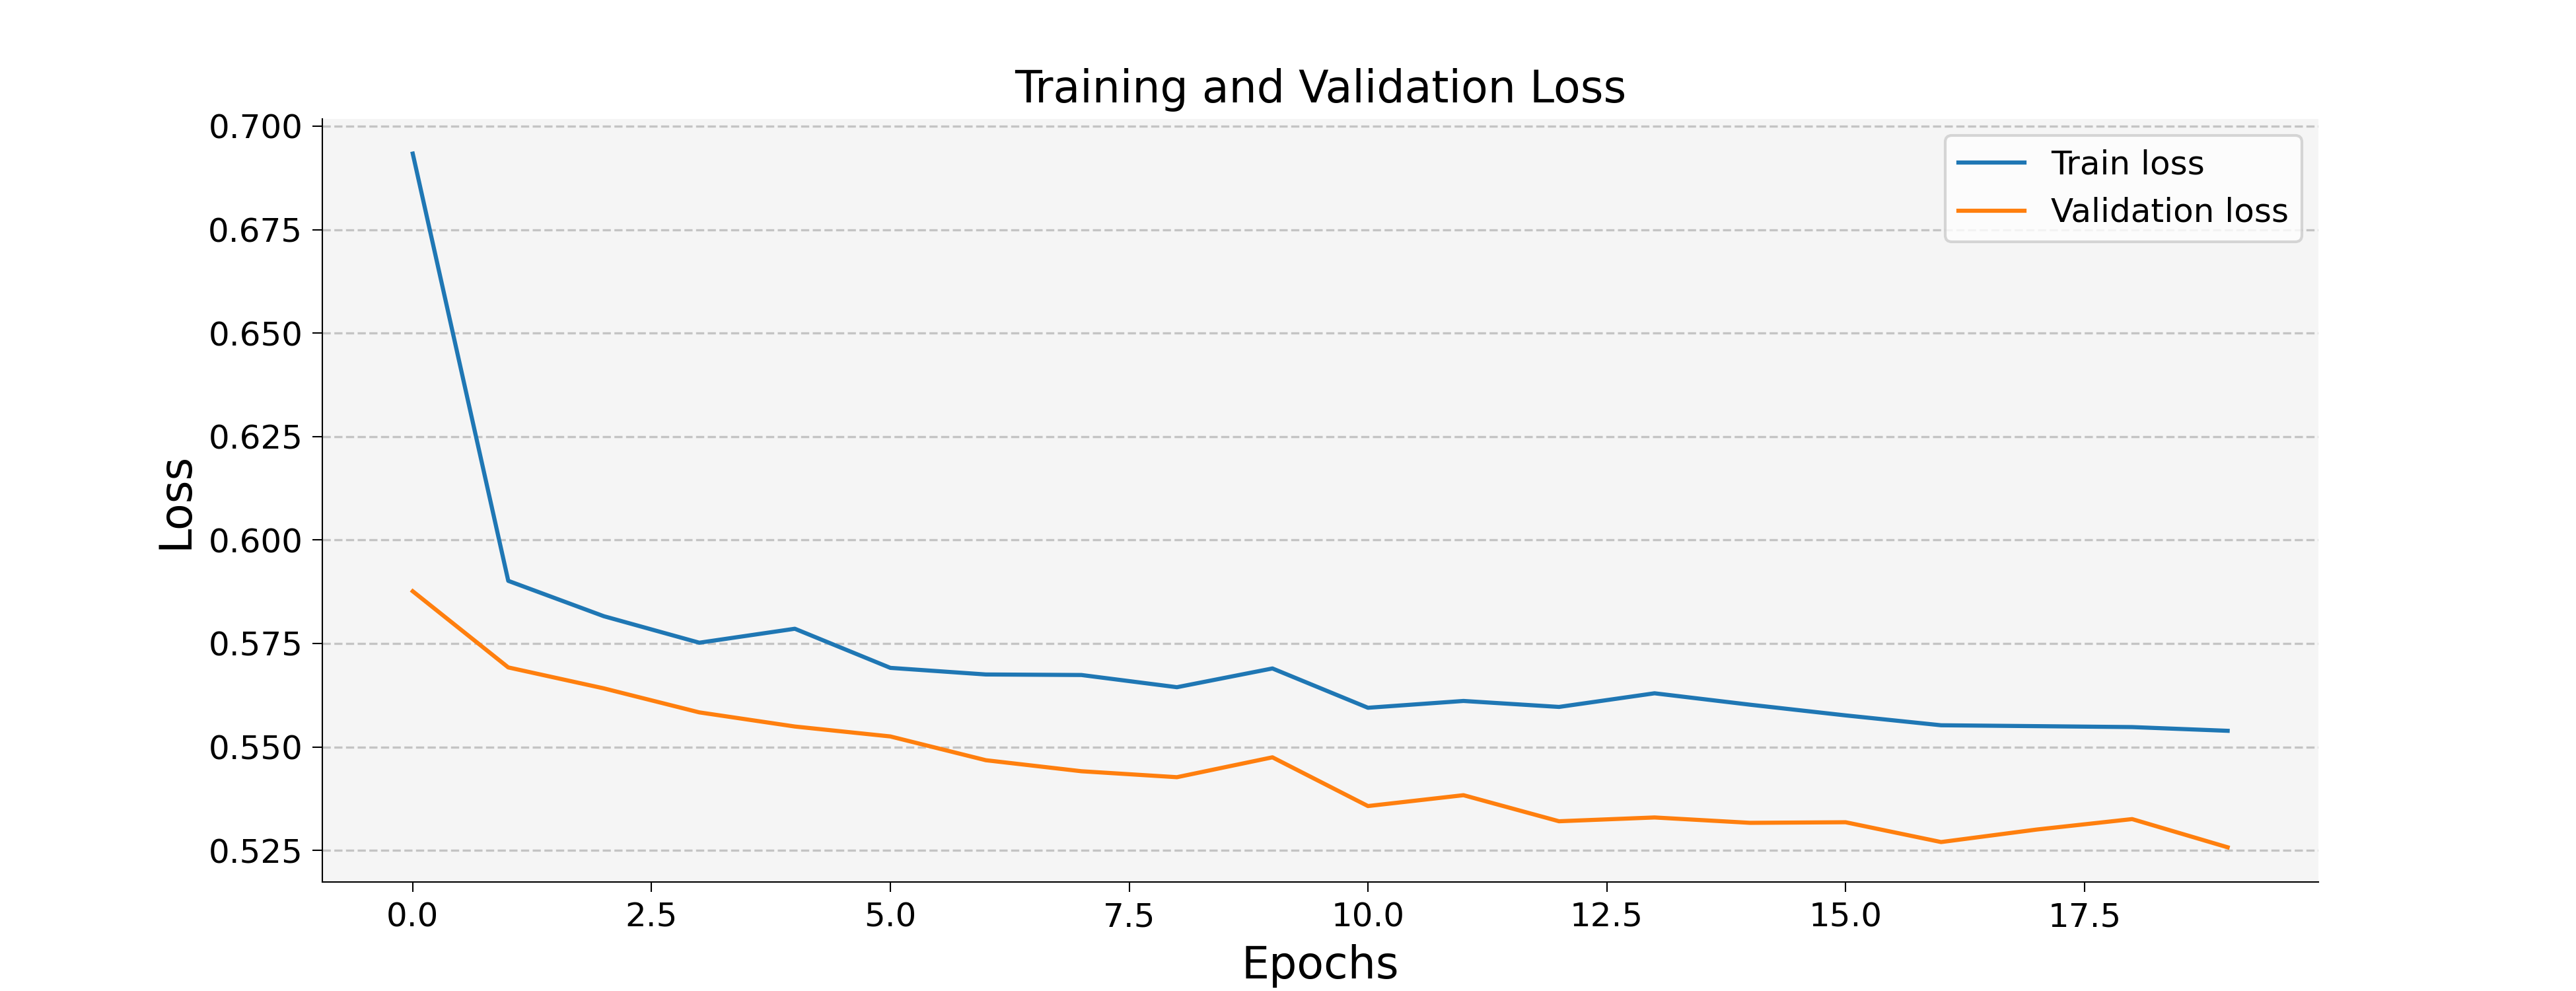 Training and Validation Loss
0.700
0.675
0.650
0.625
0.600
0.575
0.550
0.525
Loss
Train loss
Validation loss
0.0 2.5 5.0 7.5 10.0 12.5 15.0 17.5
Epochs